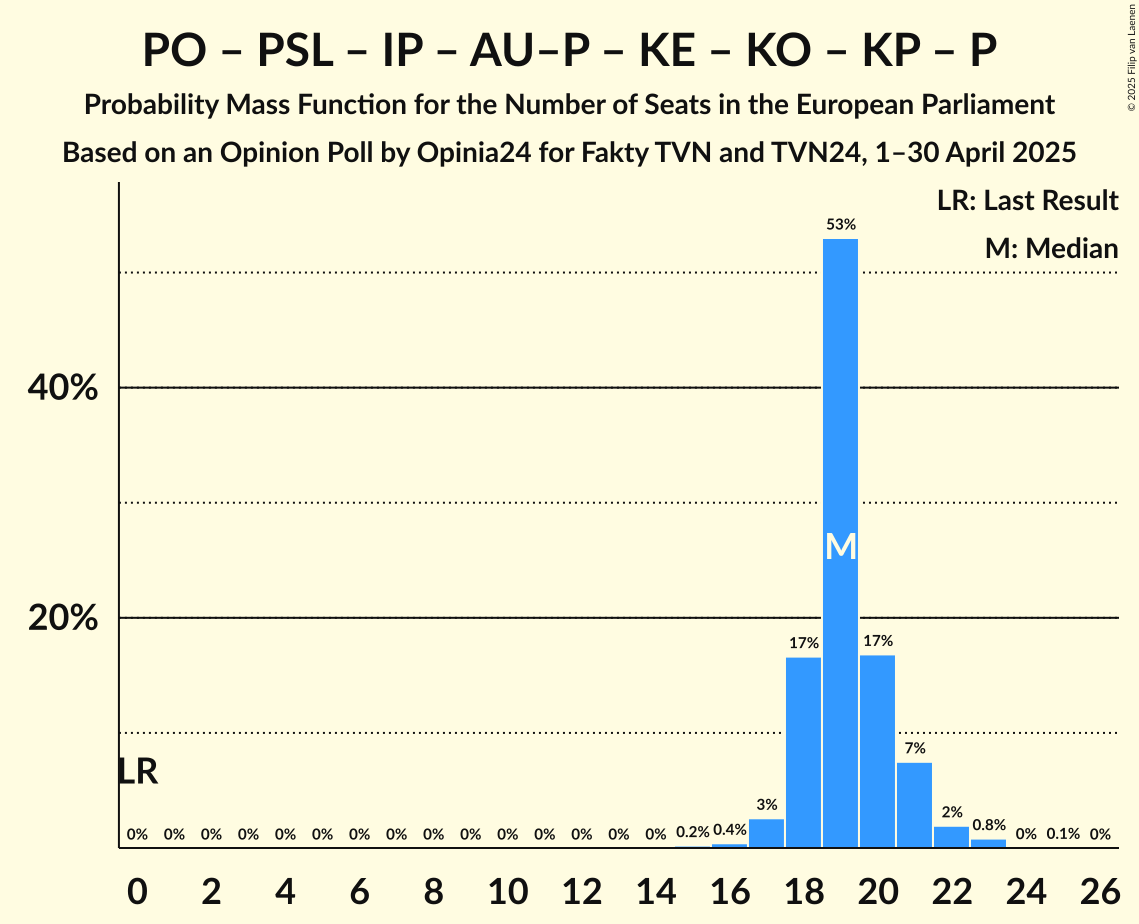 PO – PSL – IP – AU–P – KE – KO – KP – P
Probability Mass Function for the Number of Seats in the European Parliament
Based on an Opinion Poll by Opinia24 for Fakty TVN and TVN24, 1–30 April 2025
© 2025 Filip van Laenen
LR: Last Result
M: Median
53%
40%
M
20%
17% 17%
7%
LR
3% 2%
0% 0% 0% 0% 0% 0% 0% 0% 0% 0% 0% 0% 0% 0% 0% 0.2% 0.4% 0.8% 0% 0.1% 0%
0 2 4 6 8 10 12 14 16 18 20 22 24 26